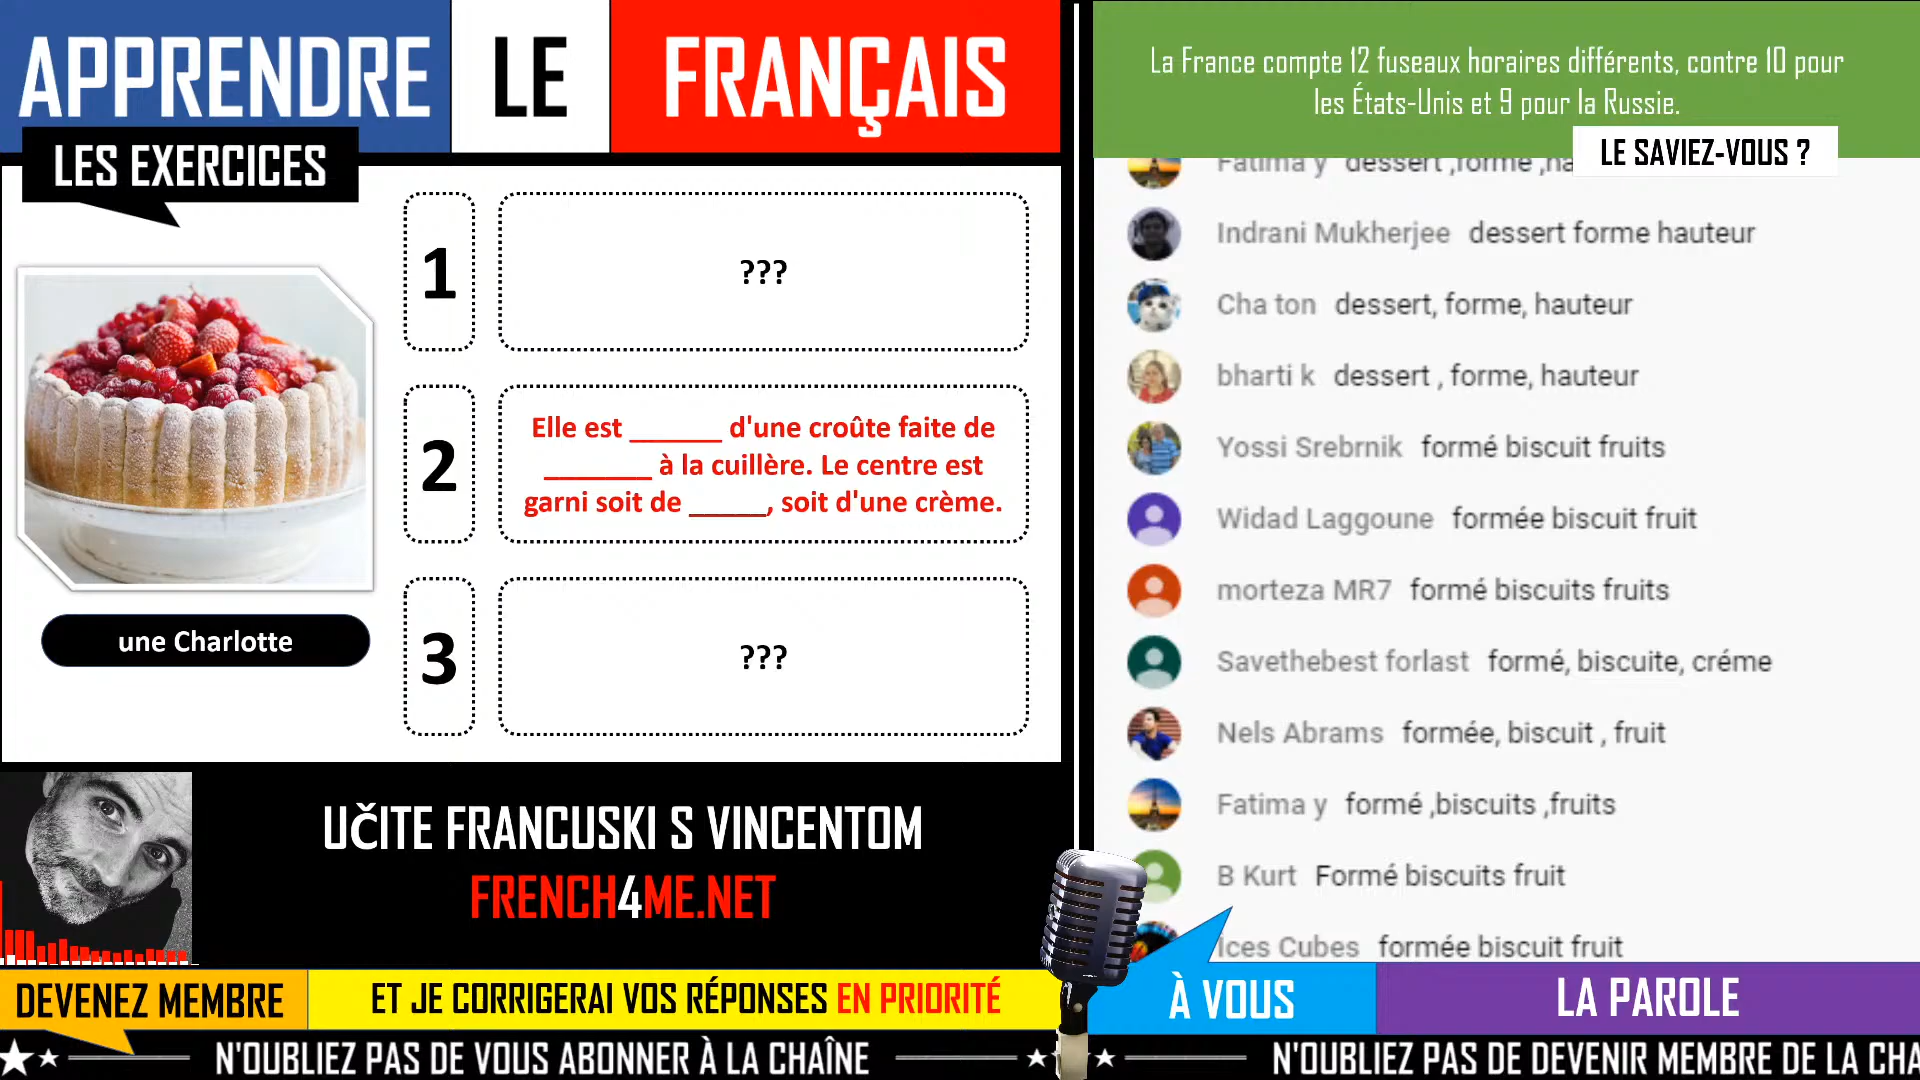 APPRENDRE LE FRANÇAIS
LES EXERCICES
1
???
2
Elle est ______ d'une croûte faite de
_______ à la cuillère. Le centre est
garni soit de _____, soit d'une crème.
3
???
une Charlotte
UČITE FRANCUSKI S VINCENTOM
FRENCH4ME.NET
DEVENEZ MEMBRE
ET JE CORRIGERAI VOS RÉPONSES EN PRIORITÉ
N'OUBLIEZ PAS DE VOUS ABONNER À LA CHAÎNE
N'OUBLIEZ PAS DE DEVENIR MEMBRE DE LA CHA
La France compte 12 fuseaux horaires différents, contre 10 pour
les États-Unis et 9 pour la Russie.
LE SAVIEZ-VOUS ?
Fatima y dessert ,forme ,ha
Indrani Mukherjee dessert forme hauteur
Cha ton dessert, forme, hauteur
bharti k dessert , forme, hauteur
Yossi Srebrnik formé biscuit fruits
Widad Laggoune formée biscuit fruit
morteza MR7 formé biscuits fruits
Savethebest forlast formé, biscuite, créme
Nels Abrams formée, biscuit , fruit
Fatima y formé ,biscuits ,fruits
B Kurt Formé biscuits fruit
ices Cubes formée biscuit fruit
À VOUS
LA PAROLE